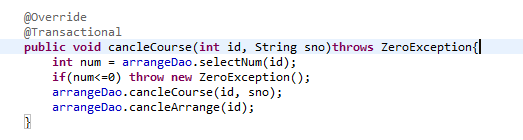 @Override
@Transactional
public void cancleCourse(int id, String sno)throws ZeroException{
int num = arrangeDao.selectNum(id);
if(num<=0) throw new ZeroException();
arrangeDao.cancleCourse(id, sno);
arrangeDao.cancleArrange(id);
}